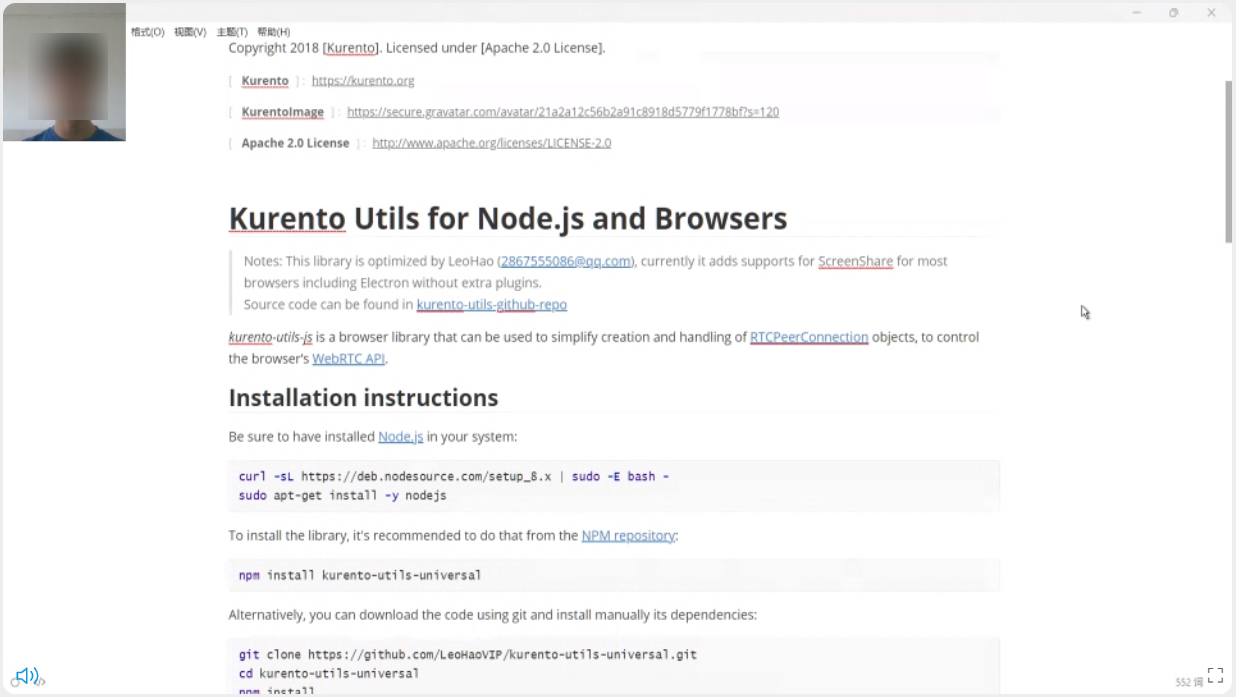 格式(O) 视图(V) 主题(T) 帮助(H)
Copyright 2018 [Kurento]. Licensed under [Apache 2.0 License].
[ Kurento ] : https://kurento.org
[ KurentoImage ] : https://secure.gravatar.com/avatar/21a2a12c56b2a91c8918d5779f1778bf?s=120
[ Apache 2.0 License ] : http://www.apache.org/licenses/LICENSE-2.0
Kurento Utils for Node.js and Browsers
Notes: This library is optimized by LeoHao (2867555086@qq.com), currently it adds supports for ScreenShare for most
browsers including Electron without extra plugins.
Source code can be found in kurento-utils-github-repo
kurento-utils-js is a browser library that can be used to simplify creation and handling of RTCPeerConnection objects, to control
the browser's WebRTC API.
Installation instructions
Be sure to have installed Node.js in your system:
curl -sL https://deb.nodesource.com/setup_8.x | sudo -E bash -
sudo apt-get install -y nodejs
To install the library, it's recommended to do that from the NPM repository:
npm install kurento-utils-universal
Alternatively, you can download the code using git and install manually its dependencies:
git clone https://github.com/LeoHaoVIP/kurento-utils-universal.git
cd kurento-utils-universal
npm install
552 词